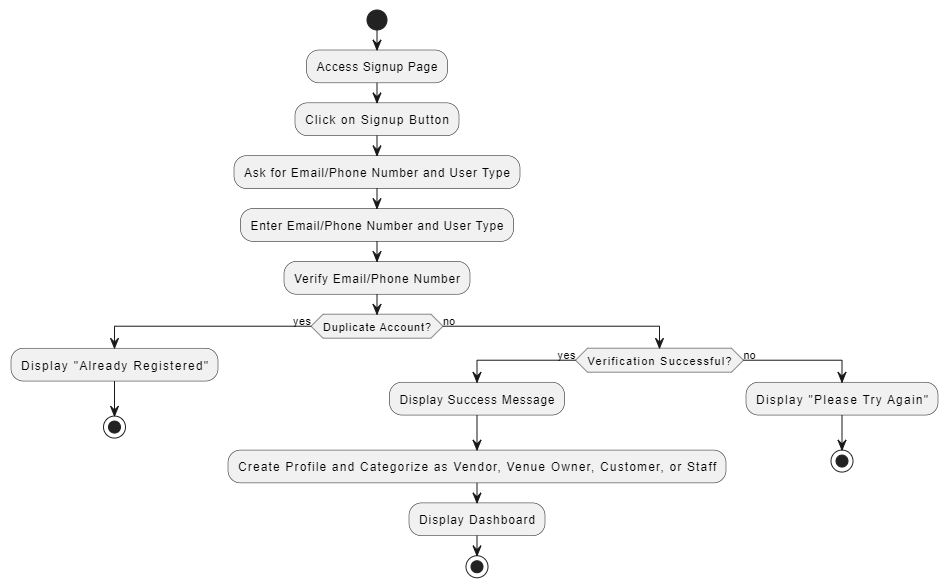 Access Signup Page
Click on Signup Button
Ask for Email/Phone Number and User Type
Enter Email/Phone Number and User Type
Verify Email/Phone Number
yes Duplicate Account? no
Display "Already Registered"
yes Verification Successful? no
Display Success Message
Display "Please Try Again"
Create Profile and Categorize as Vendor, Venue Owner, Customer, or Staff
Display Dashboard